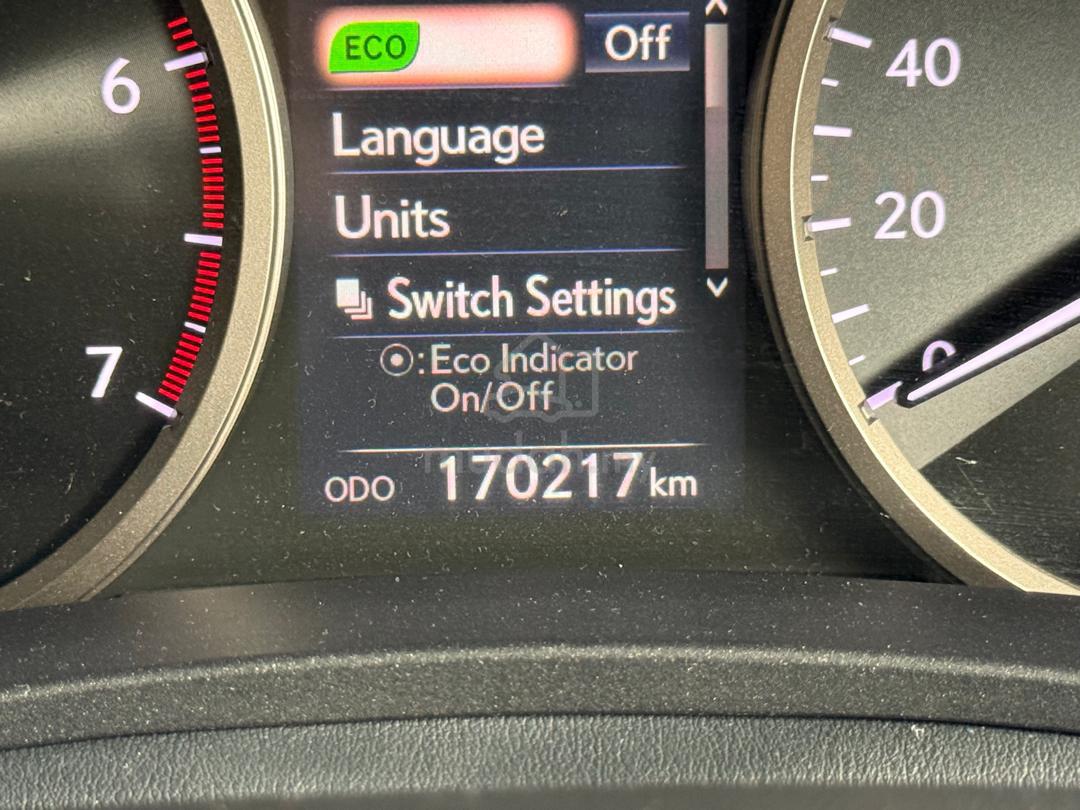 ECO Off
Language
Units
Switch Settings
: Eco Indicator
On/Off
ODO 170217 km
6
7
40
20
0